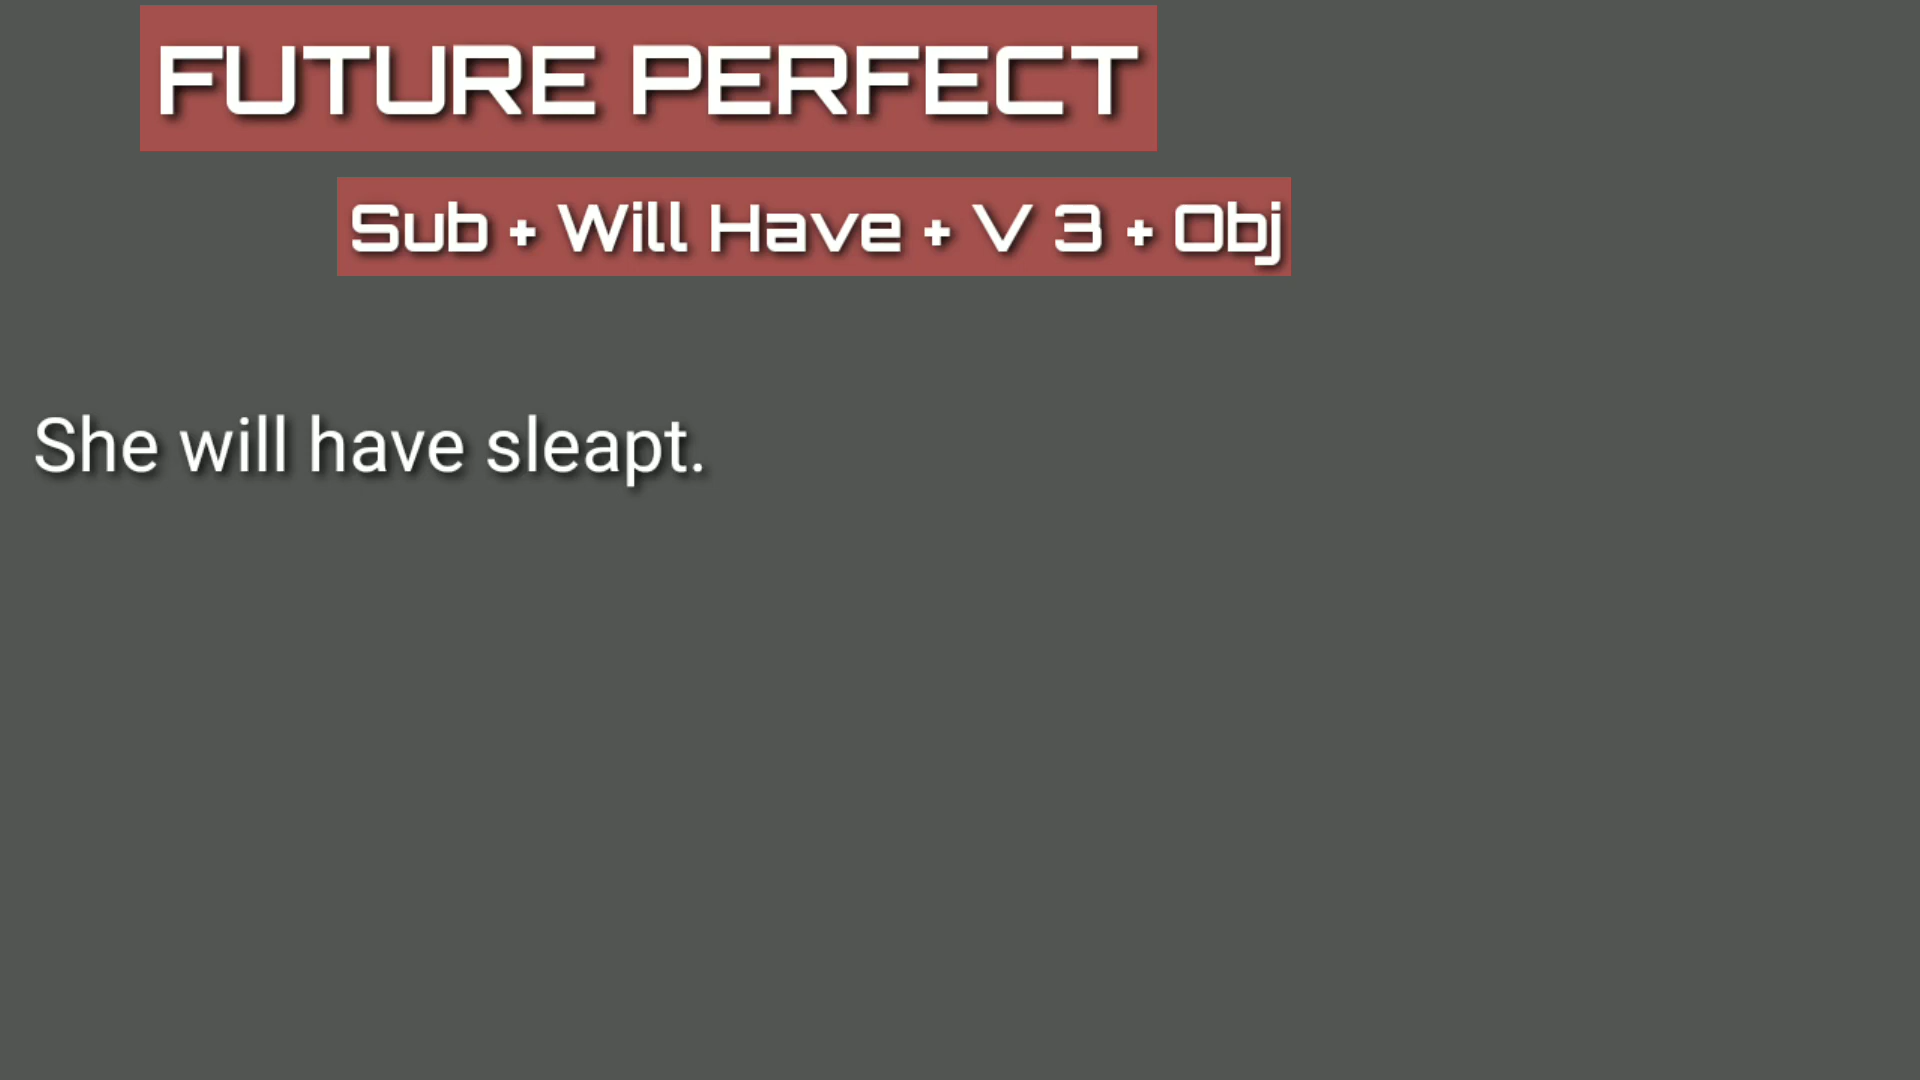 FUTURE PERFECT
Sub + Will Have + V 3 + Obj
She will have sleapt.